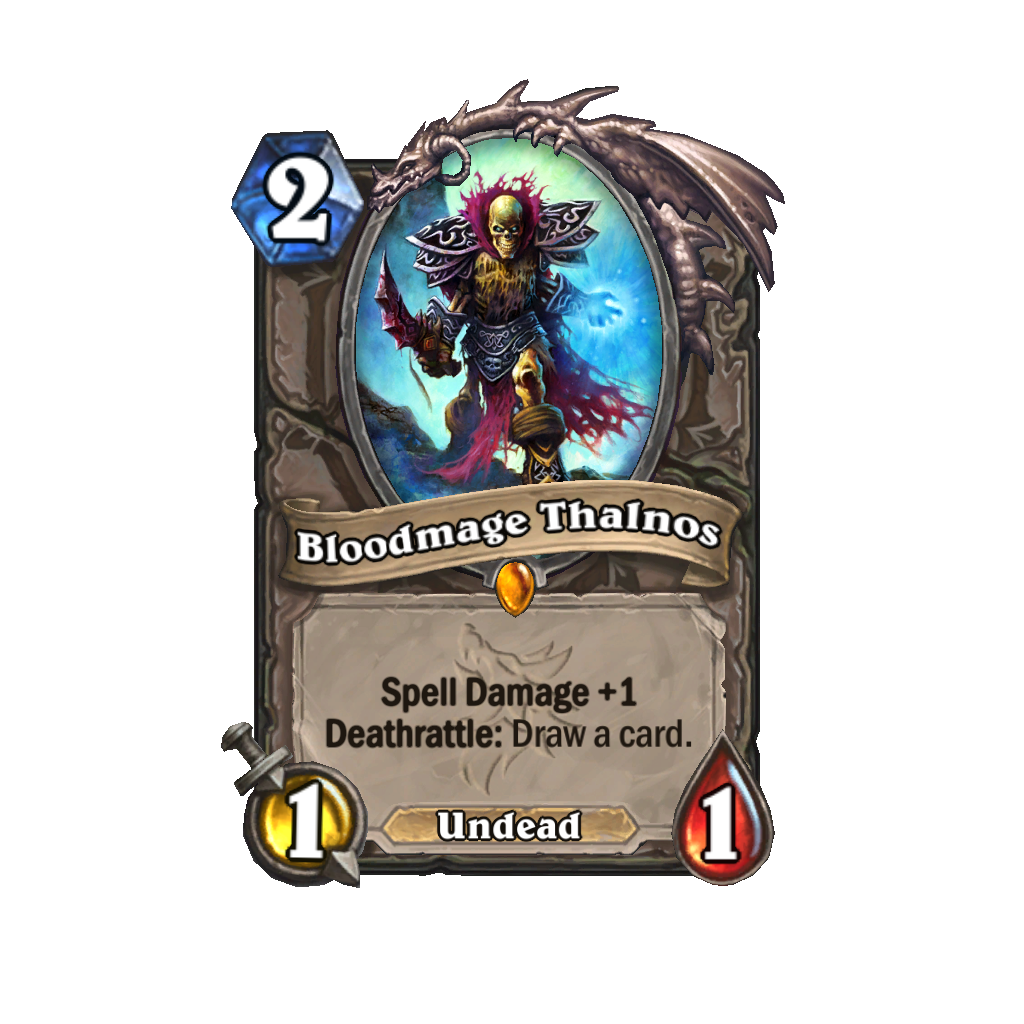 2
Bloodmage Thalnos
Spell Damage +1
Deathrattle: Draw a card.
1
Undead
1